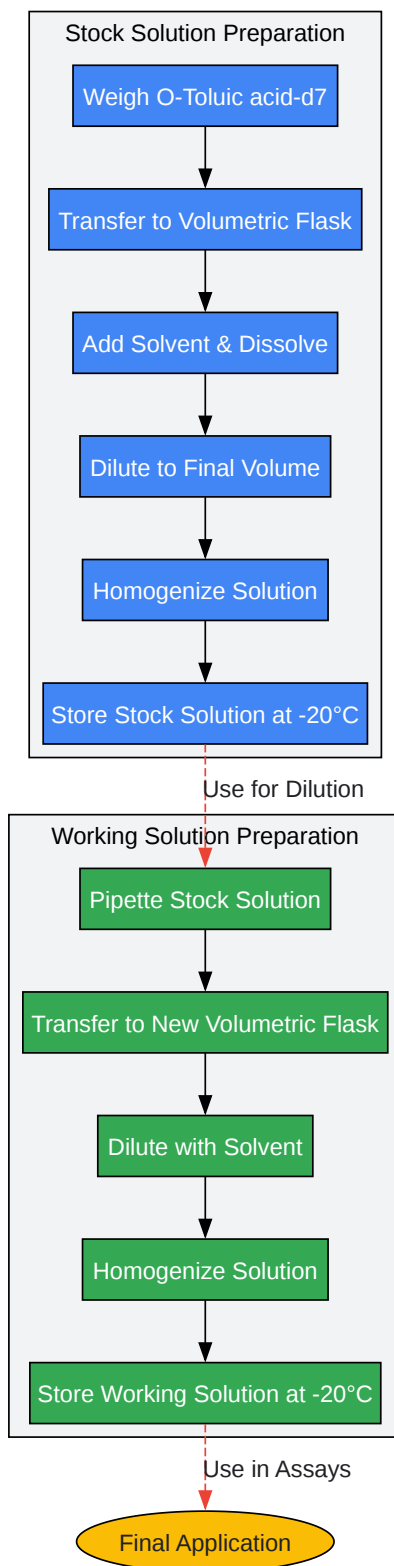 Stock Solution Preparation
Weigh O-Toluic acid-d7
Transfer to Volumetric Flask
Add Solvent & Dissolve
Dilute to Final Volume
Homogenize Solution
Store Stock Solution at -20°C
Use for Dilution
Working Solution Preparation
Pipette Stock Solution
Transfer to New Volumetric Flask
Dilute with Solvent
Homogenize Solution
Store Working Solution at -20°C
Use in Assays
Final Application